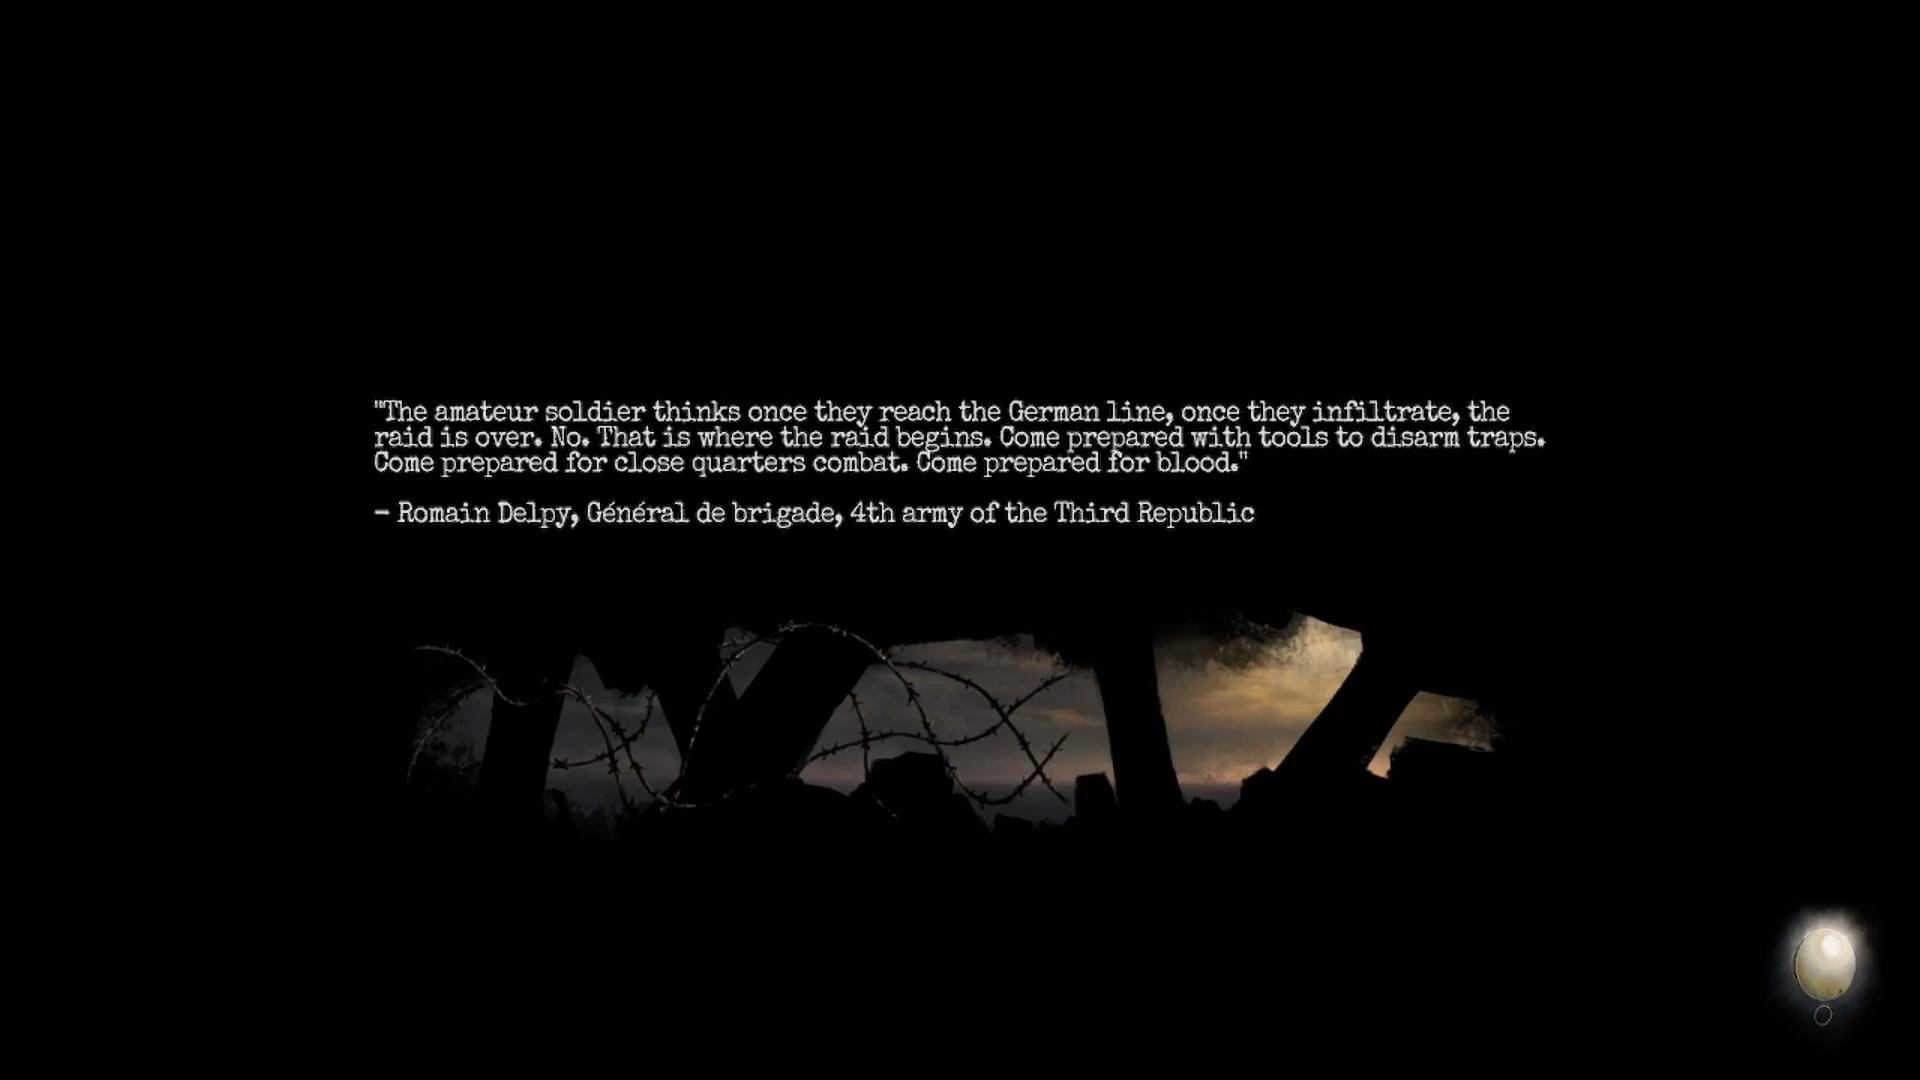 "The amateur soldier thinks once they reach the German line, once they infiltrate, the
raid is over. No. That is where the raid begins. Come prepared with tools to disarm traps.
Come prepared for close quarters combat. Come prepared for blood."
- Romain Delpy, Général de brigade, 4th army of the Third Republic